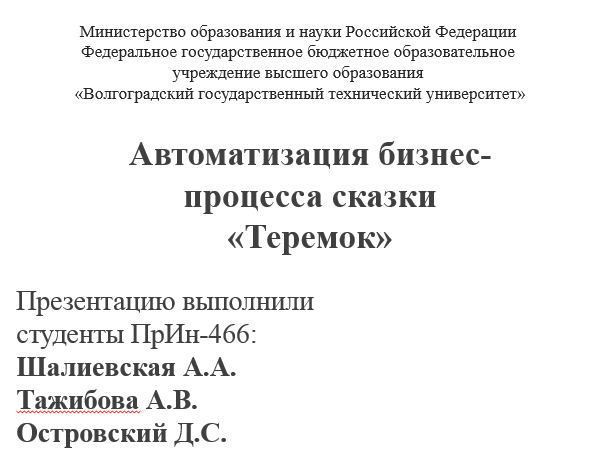 Министерство образования и науки Российской Федерации
Федеральное государственное бюджетное образовательное
учреждение высшего образования
«Волгоградский государственный технический университет»
Автоматизация бизнес-
процесса сказки
«Теремок»
Презентацию выполнили
студенты ПрИн-466:
Шалиевская А.А.
Тажибова А.В.
Островский Д.С.